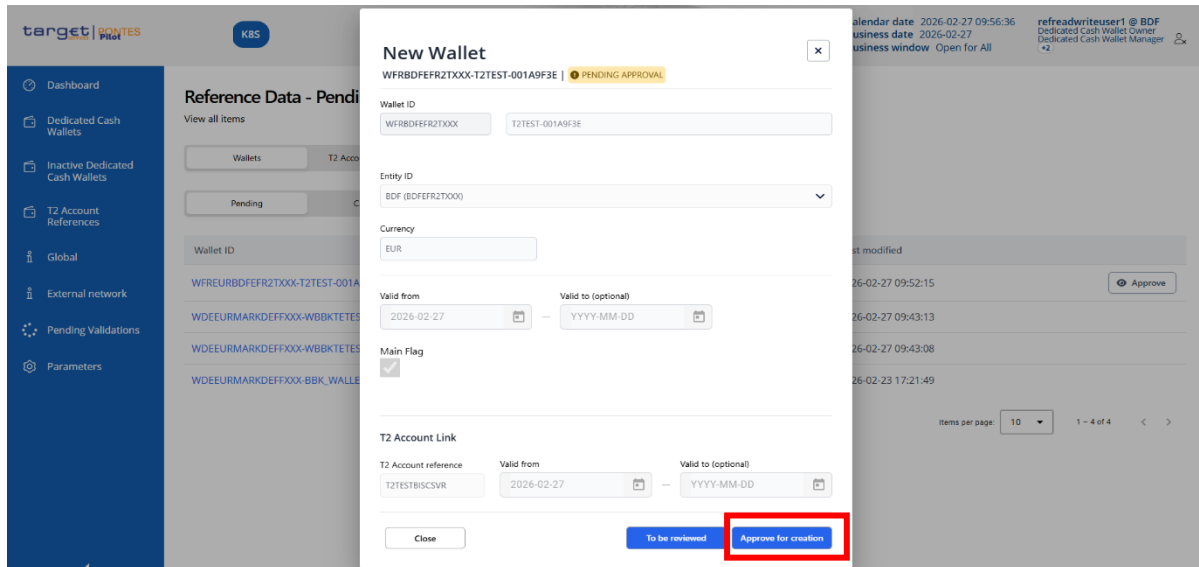 target | PONTES
Pilot
K8S
alendar date 2026-02-27 09:56:36
usiness date 2026-02-27
usiness window Open for All
refreadwriteuser1 @ BDF
Dedicated Cash Wallet Owner
Dedicated Cash Wallet Manager
+2
Dashboard
Dedicated Cash
Wallets
Inactive Dedicated
Cash Wallets
T2 Account
References
Global
External network
Pending Validations
Parameters
Reference Data - Pendi
View all items
Wallets
T2 Acco
Pending
C
Wallet ID
st modified
WFREURBDFEFR2TXXX-T2TEST-001A
26-02-27 09:52:15
Approve
WDEEURMARKDEFFXXX-WBBKTETES
26-02-27 09:43:13
WDEEURMARKDEFFXXX-WBBKTETES
26-02-27 09:43:08
WDEEURMARKDEFFXXX-BBK_WALLE
26-02-23 17:21:49
Items per page: 10
1 – 4 of 4
New Wallet
WFRBDFEFR2TXXX-T2TEST-001A9F3E | PENDING APPROVAL
Wallet ID
WFRBDFEFR2TXXX
T2TEST-001A9F3E
Entity ID
BDF (BDFEFR2TXXX)
Currency
EUR
Valid from
Valid to (optional)
2026-02-27
— YYYY-MM-DD
Main Flag
T2 Account Link
T2 Account reference
Valid from
Valid to (optional)
T2TESTBISCSVR
2026-02-27
— YYYY-MM-DD
Close
To be reviewed
Approve for creation